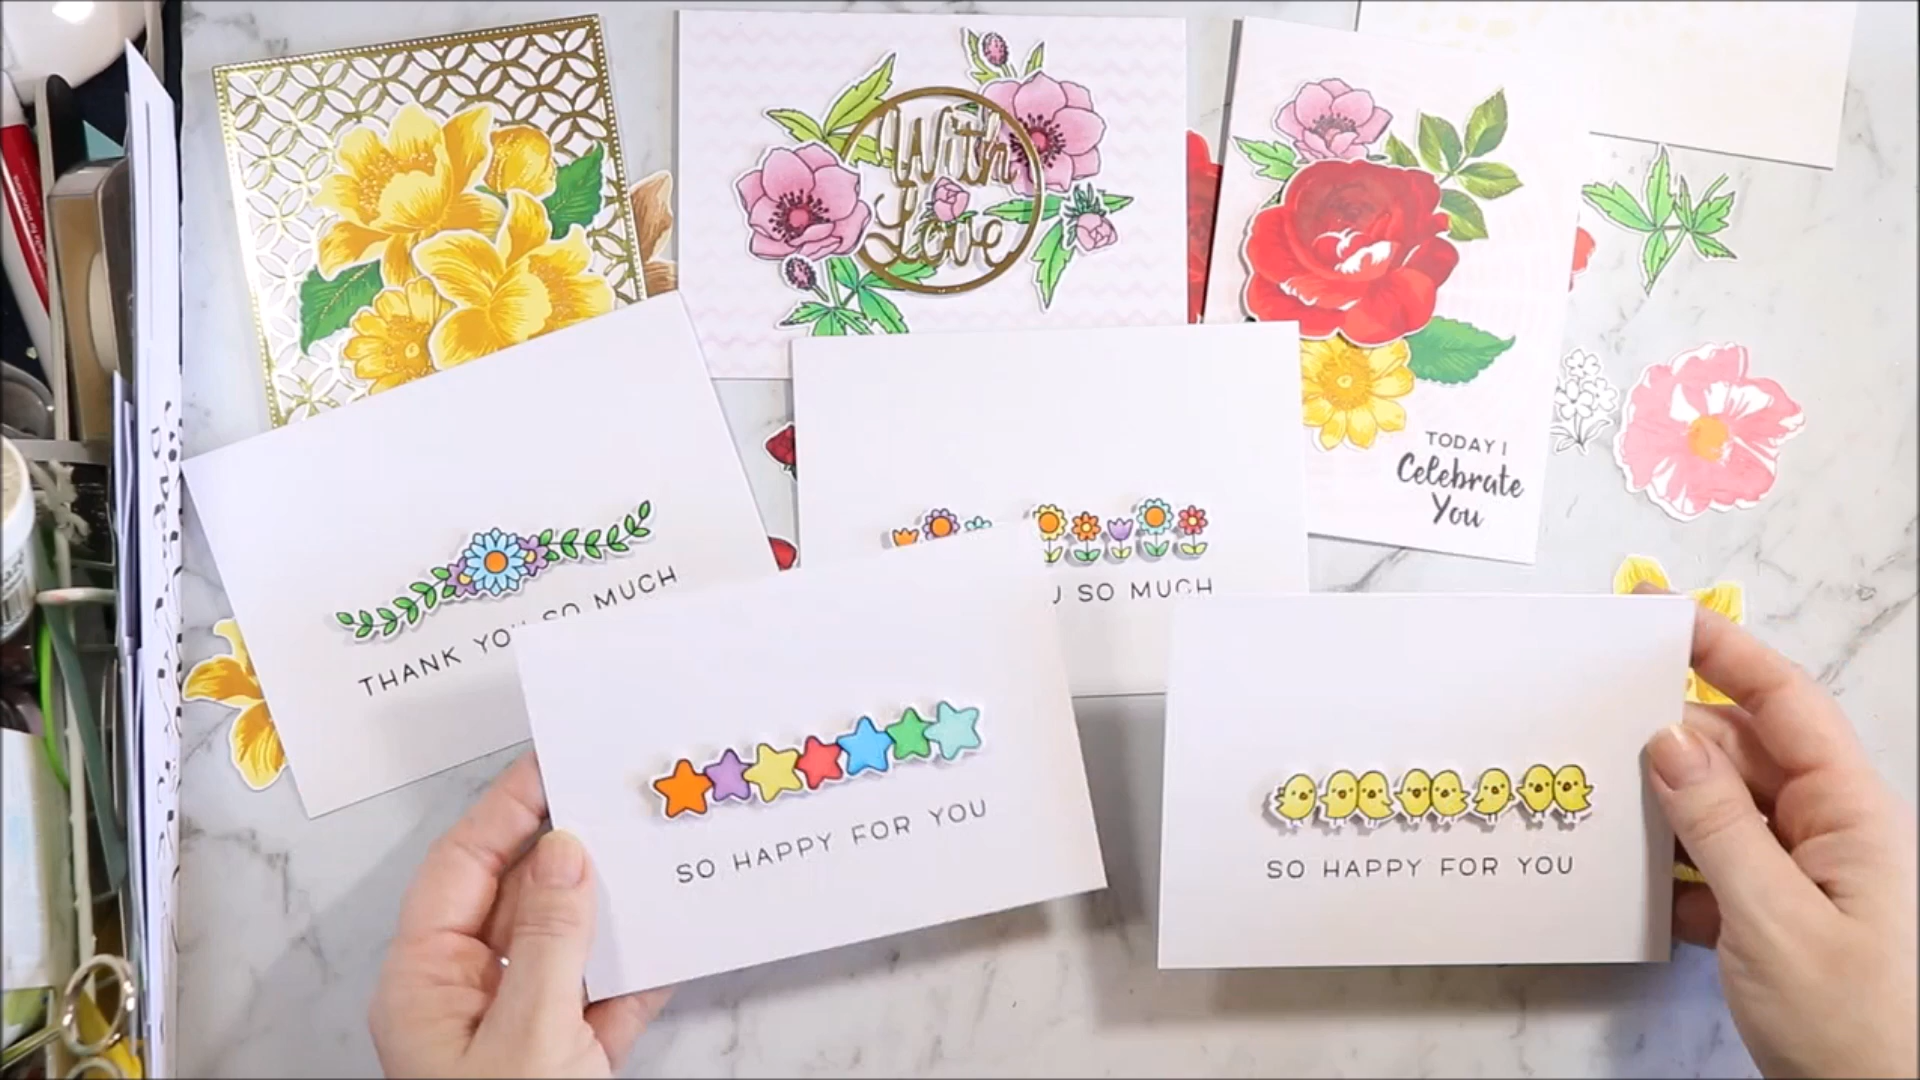 With
Love
TODAY I
Celebrate
You
THANK YOU SO MUCH
U SO MUCH
SO HAPPY FOR YOU
SO HAPPY FOR YOU